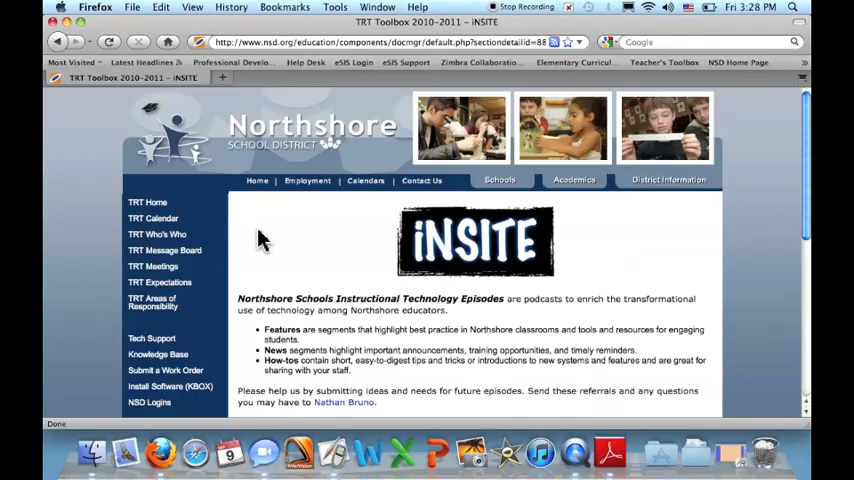 Firefox File Edit View History Bookmarks Tools Window Help Stop Recording Fri 3:28 PM
TRT Toolbox 2010-2011 – iNSITE
http://www.nsd.org/education/components/docmgr/default.php?sectiondetailid=88
Google
Most Visited Latest Headlines Professional Develo... eSIS Login eSIS Support Zimbra Collaboratio... Elementary Curricul... Teacher's Toolbox NSD Home Page »
TRT Toolbox 2010-2011 – iNSITE +
Northshore
SCHOOL DISTRICT
Home | Employment | Calendars | Contact Us Schools Academics District Information
TRT Home
TRT Calendar
TRT Who's Who
TRT Message Board
TRT Meetings
TRT Expectations
TRT Areas of
Responsibility
Tech Support
Knowledge Base
Submit a Work Order
Install Software (KBOX)
NSD Logins
iNSITE
Northshore Schools Instructional Technology Episodes are podcasts to enrich the transformational
use of technology among Northshore educators.
• Features are segments that highlight best practice in Northshore classrooms and tools and resources for engaging
students.
• News segments highlight important announcements, training opportunities, and timely reminders.
• How-tos contain short, easy-to-digest tips and tricks or introductions to new systems and features and are great for
sharing with your staff.
Please help us by submitting ideas and needs for future episodes. Send these referrals and any questions
you may have to Nathan Bruno.
Done
9